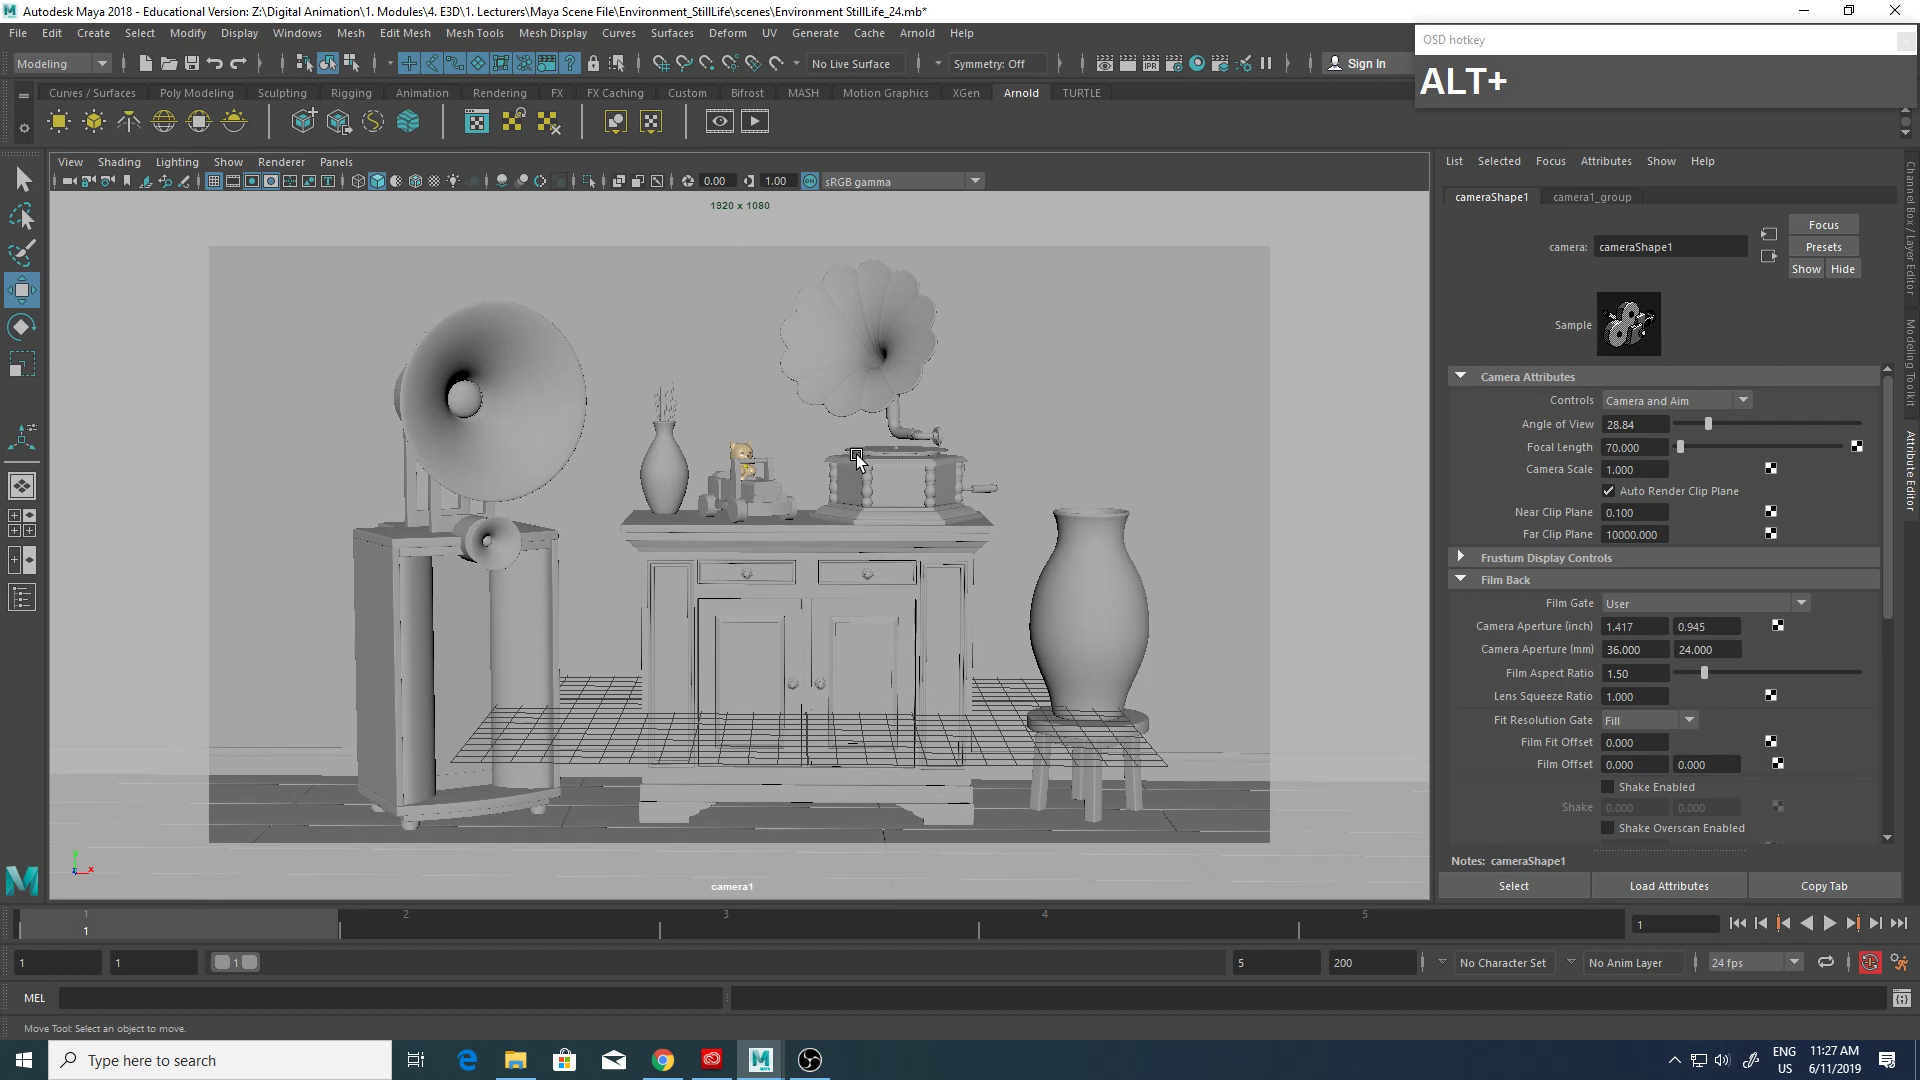 Autodesk Maya 2018 - Educational Version: Z:\Digital Animation\1. Modules\4. E3D\1. Lecturers\Maya Scene File\Environment_StillLife\scenes\Environment StillLife_24.mb*
File Edit Create Select Modify Display Windows Mesh Edit Mesh Mesh Tools Mesh Display Curves Surfaces Deform UV Generate Cache Arnold Help
OSD hotkey
ALT+
Modeling No Live Surface Symmetry: Off Sign In
Curves / Surfaces Poly Modeling Sculpting Rigging Animation Rendering FX FX Caching Custom Bifrost MASH Motion Graphics XGen Arnold TURTLE
IPR
View Shading Lighting Show Renderer Panels
0.00 1.00 ON sRGB gamma
1920 x 1080
camera1
List Selected Focus Attributes Show Help
cameraShape1 camera1_group
camera: cameraShape1
Focus
Presets
Show Hide
Sample
Camera Attributes
Controls Camera and Aim
Angle of View 28.84
Focal Length 70.000
Camera Scale 1.000
Auto Render Clip Plane
Near Clip Plane 0.100
Far Clip Plane 10000.000
Frustum Display Controls
Film Back
Film Gate User
Camera Aperture (inch) 1.417 0.945
Camera Aperture (mm) 36.000 24.000
Film Aspect Ratio 1.50
Lens Squeeze Ratio 1.000
Fit Resolution Gate Fill
Film Fit Offset 0.000
Film Offset 0.000 0.000
Shake Enabled
Shake 0.000 0.000
Shake Overscan Enabled
Notes: cameraShape1
Select Load Attributes Copy Tab
Channel Box / Layer Editor
Modeling Toolkit
Attribute Editor
1 2 3 4 5
1
1
1 1 1 5 200 No Character Set No Anim Layer 24 fps
MEL
Move Tool: Select an object to move.
Type here to search
ENG
US
11:27 AM
6/11/2019